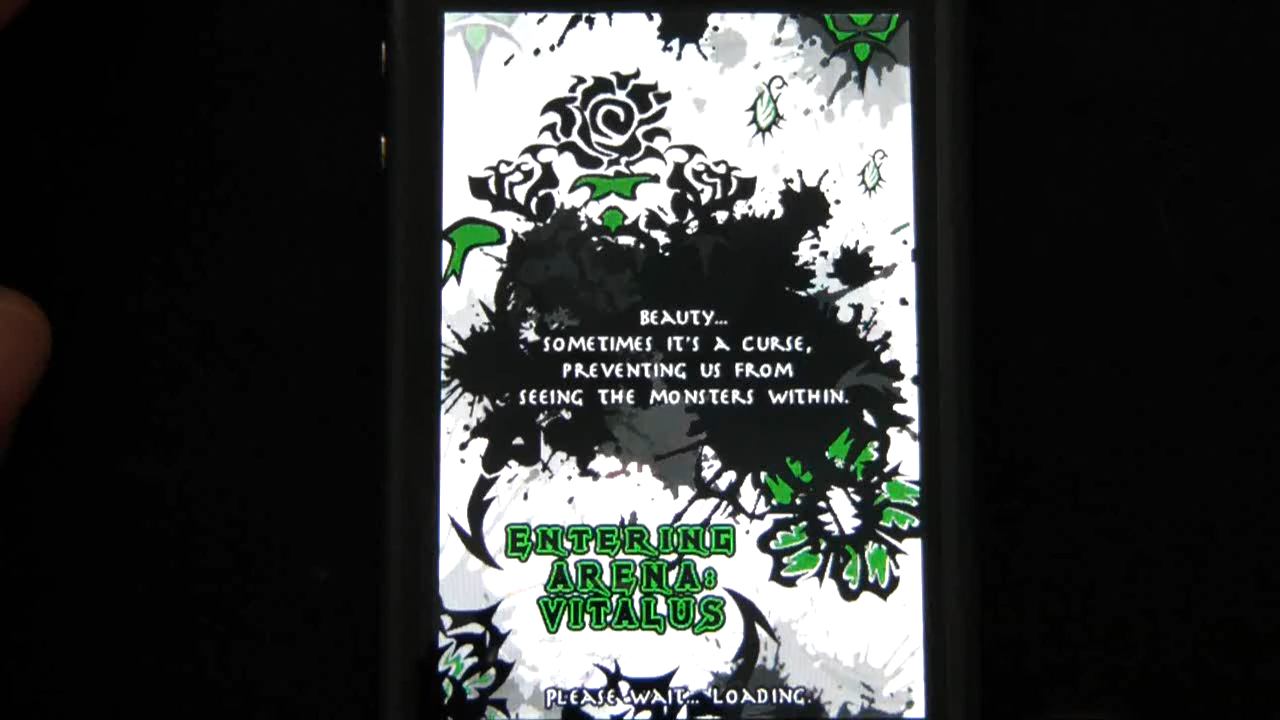 BEAUTY...
SOMETIMES IT'S A CURSE,
PREVENTING US FROM
SEEING THE MONSTERS WITHIN.
ENTERING
ARENA:
VITALUS
PLEASE WAIT... LOADING.